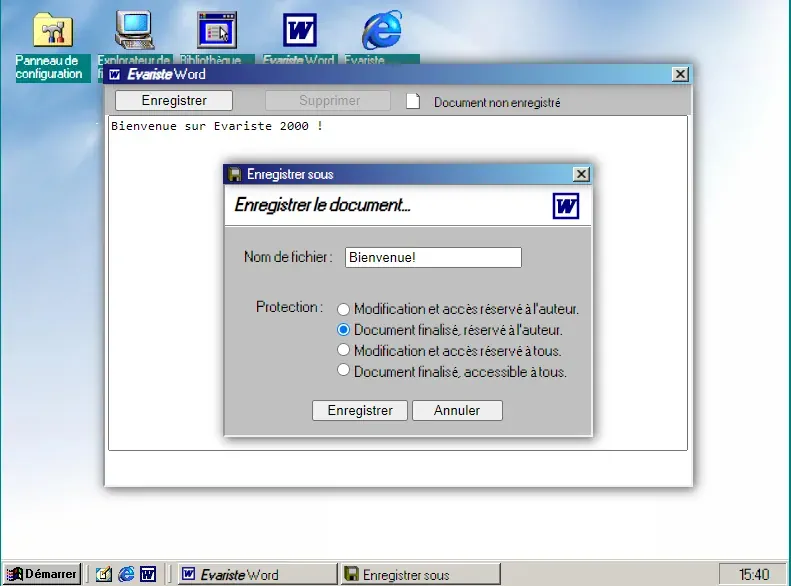 Panneau de
configuration
Explorateur de
Bibliothèque
Evariste Word
Evariste
Evariste Word
Enregistrer
Supprimer
Document non enregistré
Bienvenue sur Evariste 2000 !
Enregistrer sous
Enregistrer le document...
W
Nom de fichier :
Bienvenue!
Protection :
Modification et accès réservé à l'auteur.
Document finalisé, réservé à l'auteur.
Modification et accès réservé à tous.
Document finalisé, accessible à tous.
Enregistrer
Annuler
Démarrer
Evariste Word
Enregistrer sous
15:40